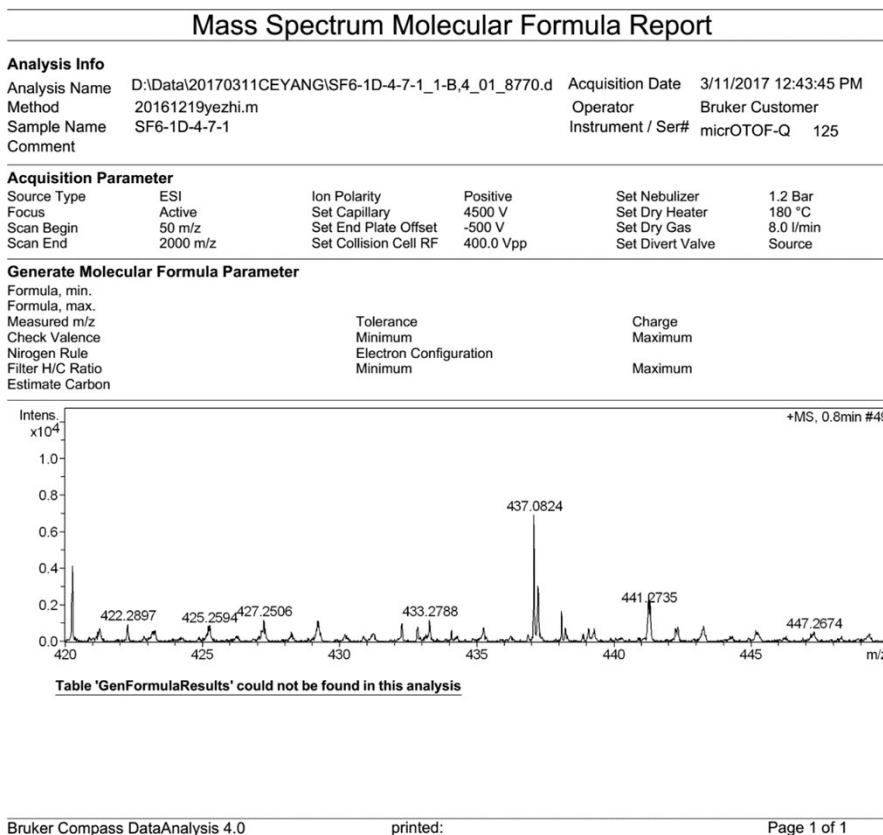 Mass Spectrum Molecular Formula Report
Analysis Info
Analysis Name D:\Data\20170311CEYANG\SF6-1D-4-7-1_1-B,4_01_8770.d Acquisition Date 3/11/2017 12:43:45 PM
Method 20161219yezhi.m Operator Bruker Customer
Sample Name SF6-1D-4-7-1 Instrument / Ser# micrOTOF-Q 125
Comment
Acquisition Parameter
Source Type ESI Ion Polarity Positive Set Nebulizer 1.2 Bar
Focus Active Set Capillary 4500 V Set Dry Heater 180 °C
Scan Begin 50 m/z Set End Plate Offset -500 V Set Dry Gas 8.0 l/min
Scan End 2000 m/z Set Collision Cell RF 400.0 Vpp Set Divert Valve Source
Generate Molecular Formula Parameter
Formula, min.
Formula, max.
Measured m/z Tolerance Charge
Check Valence Minimum Maximum
Nirogen Rule Electron Configuration
Filter H/C Ratio Minimum Maximum
Estimate Carbon
Intens. +MS, 0.8min #49
x10^4
1.0
0.8
437.0824
0.6
0.4
0.2 422.2897 425.2594 427.2506 433.2788 441.2735 447.2674
0.0
420 425 430 435 440 445 m/z
Table 'GenFormulaResults' could not be found in this analysis
Bruker Compass DataAnalysis 4.0 printed: Page 1 of 1